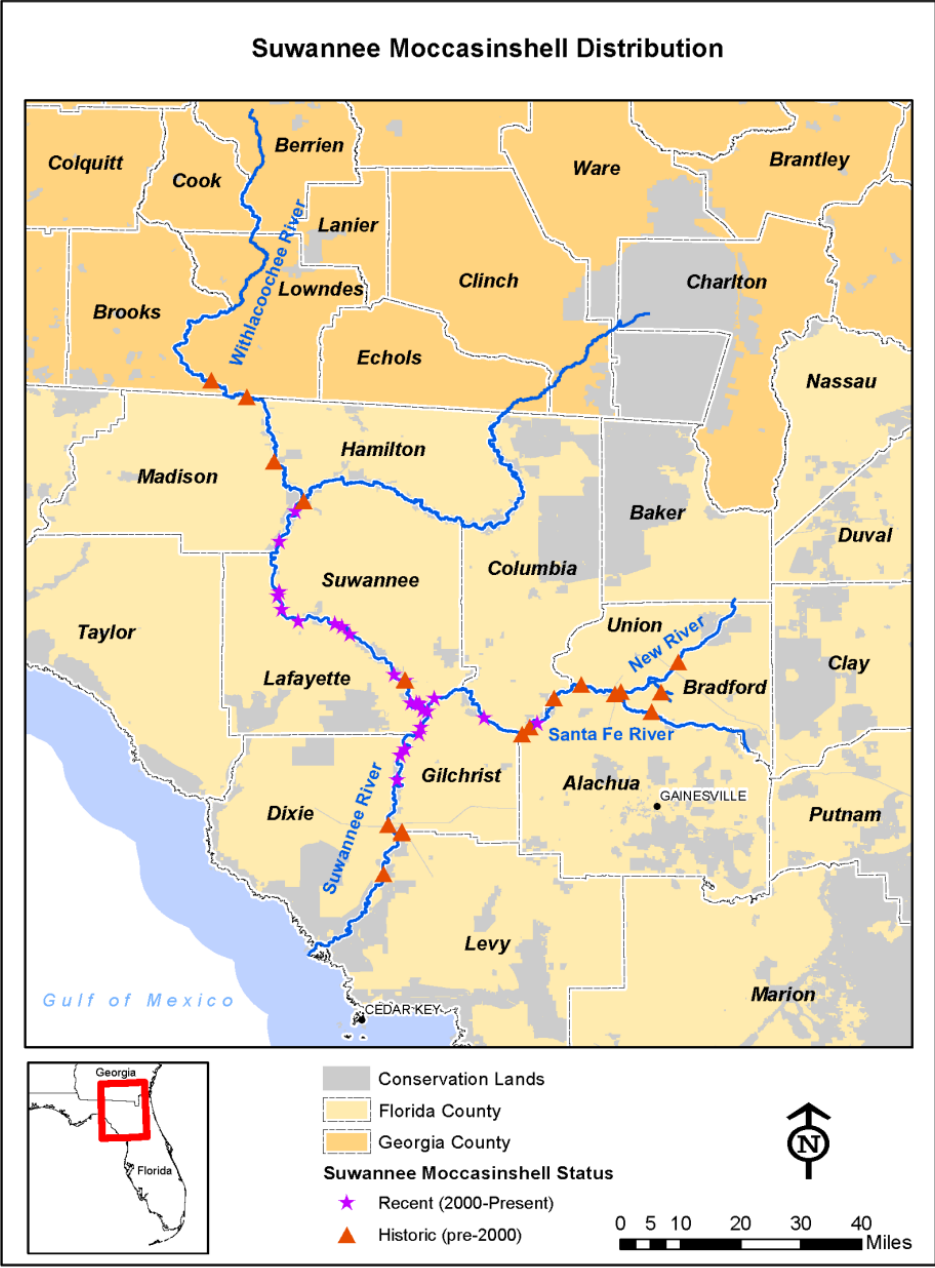 Suwannee Moccasinshell Distribution
Berrien
Colquitt
Cook
Ware
Brantley
Lanier
Withlacoochee River
Clinch
Charlton
Lowndes
Brooks
Echols
Nassau
Hamilton
Madison
Baker
Duval
Columbia
Suwannee
Taylor
Union
New River
Clay
Lafayette
Bradford
Santa Fe River
Gilchrist
Alachua
GAINESVILLE
Dixie
Putnam
Suwannee River
Levy
Marion
Gulf of Mexico
CEDAR KEY
Georgia
Florida
Conservation Lands
Florida County
Georgia County
Suwannee Moccasinshell Status
Recent (2000-Present)
Historic (pre-2000)
N
0 5 10 20 30 40
Miles